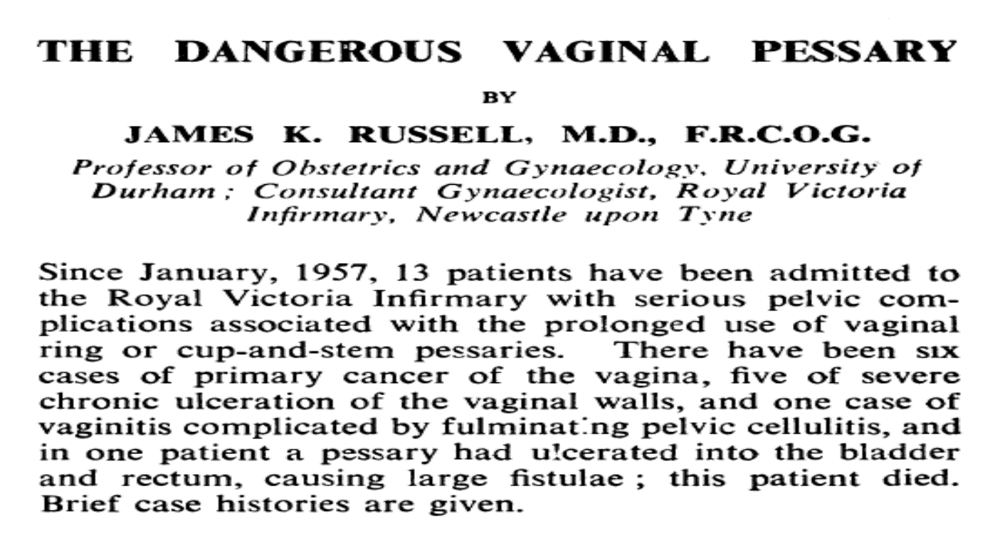 THE DANGEROUS VAGINAL PESSARY
BY
JAMES K. RUSSELL, M.D., F.R.C.O.G.
Professor of Obstetrics and Gynaecology, University of
Durham ; Consultant Gynaecologist, Royal Victoria
Infirmary, Newcastle upon Tyne
Since January, 1957, 13 patients have been admitted to
the Royal Victoria Infirmary with serious pelvic com-
plications associated with the prolonged use of vaginal
ring or cup-and-stem pessaries. There have been six
cases of primary cancer of the vagina, five of severe
chronic ulceration of the vaginal walls, and one case of
vaginitis complicated by fulminating pelvic cellulitis, and
in one patient a pessary had ulcerated into the bladder
and rectum, causing large fistulae ; this patient died.
Brief case histories are given.